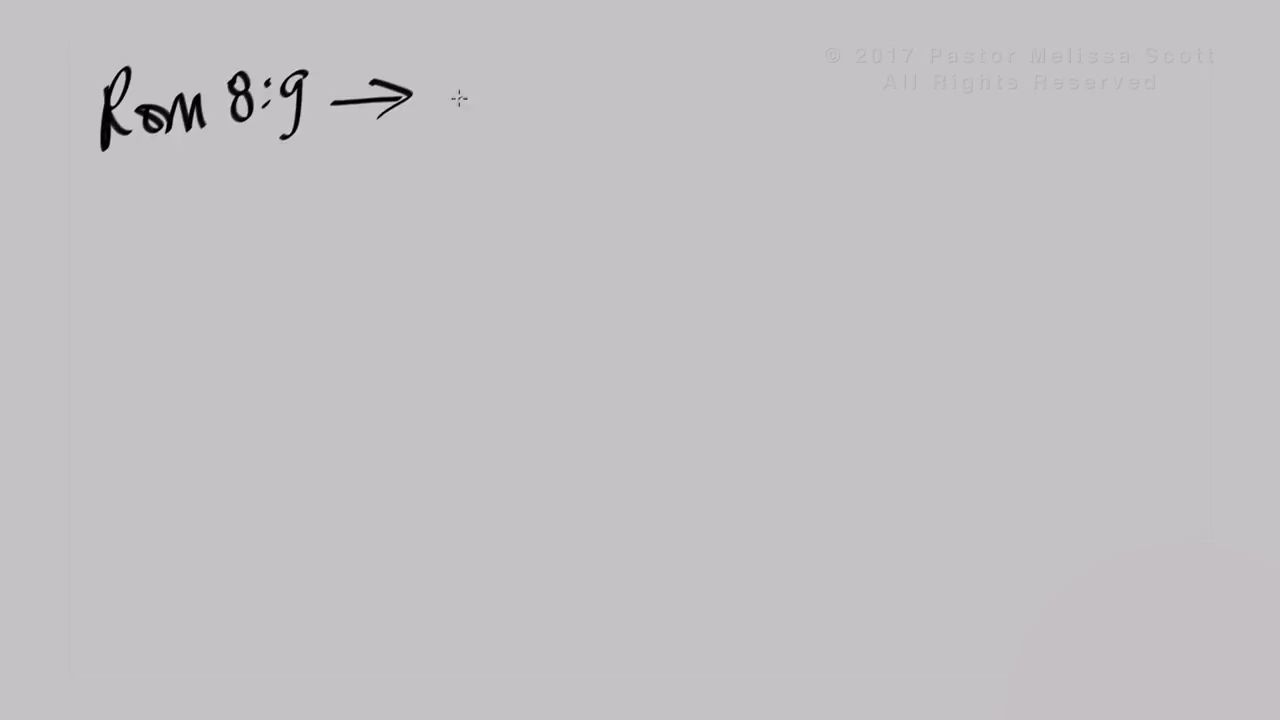 Rom 8:9 →
© 2017 Pastor Melissa Scott
All Rights Reserved